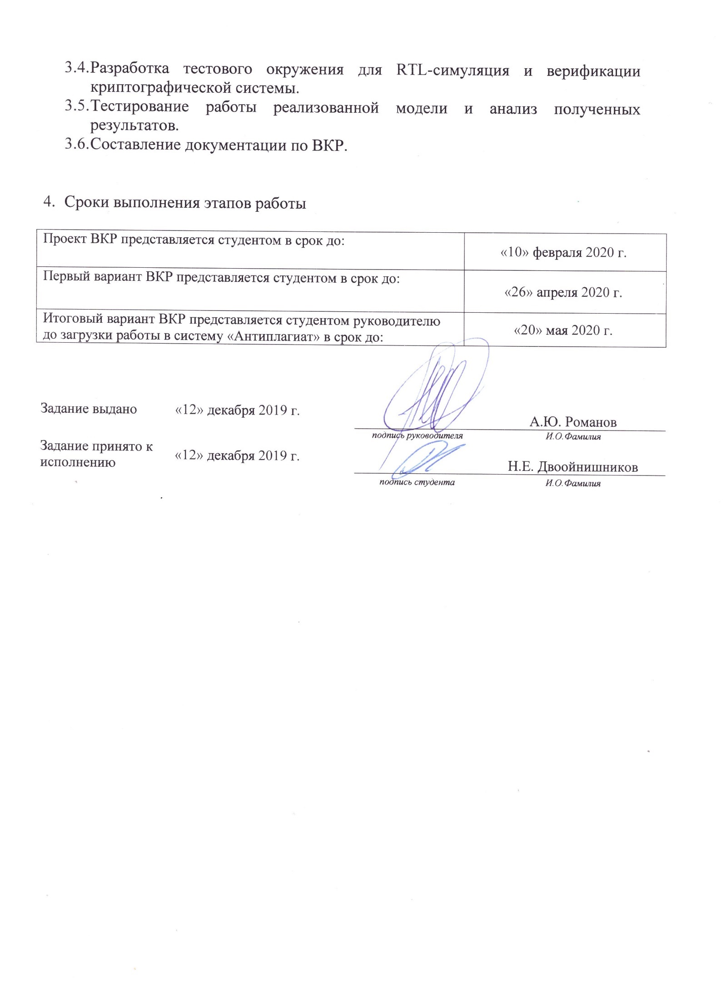 3.4.Разработка тестового окружения для RTL-симуляция и верификации
криптографической системы.
3.5.Тестирование работы реализованной модели и анализ полученных
результатов.
3.6.Составление документации по ВКР.
4. Сроки выполнения этапов работы
Проект ВКР представляется студентом в срок до:
«10» февраля 2020 г.
Первый вариант ВКР представляется студентом в срок до:
«26» апреля 2020 г.
Итоговый вариант ВКР представляется студентом руководителю
до загрузки работы в систему «Антиплагиат» в срок до:
«20» мая 2020 г.
Задание выдано «12» декабря 2019 г.
А.Ю. Романов
подпись руководителя И.О.Фамилия
Задание принято к
исполнению
«12» декабря 2019 г.
Н.Е. Двоойнишников
подпись студента И.О.Фамилия